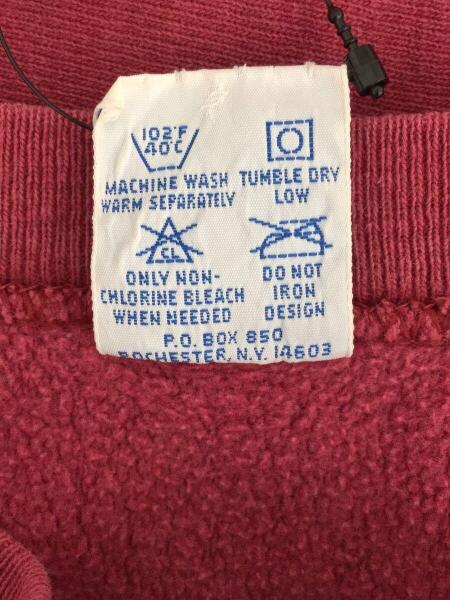 102°F
40°C
MACHINE WASH
WARM SEPARATELY
TUMBLE DRY
LOW
CL
ONLY NON-
CHLORINE BLEACH
WHEN NEEDED
DO NOT
IRON
DESIGN
P.O. BOX 850
ROCHESTER, N.Y. 14603